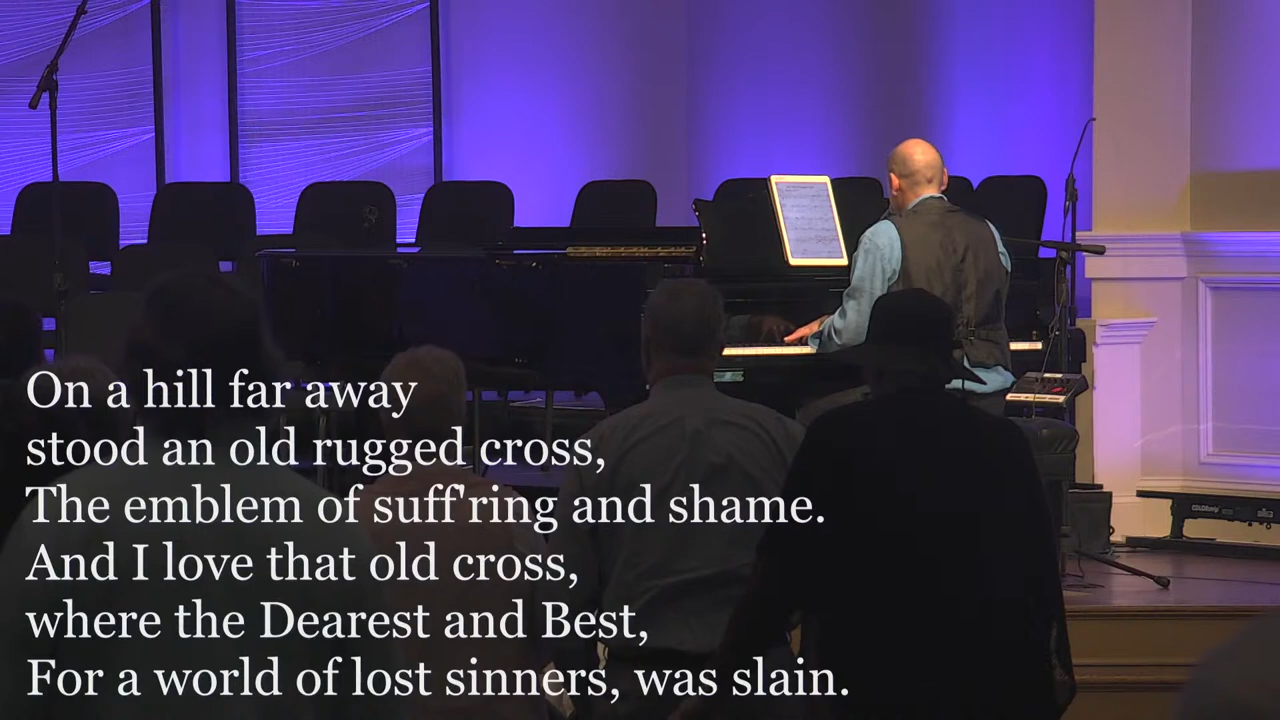 On a hill far away
stood an old rugged cross,
The emblem of suff'ring and shame.
And I love that old cross,
where the Dearest and Best,
For a world of lost sinners, was slain.